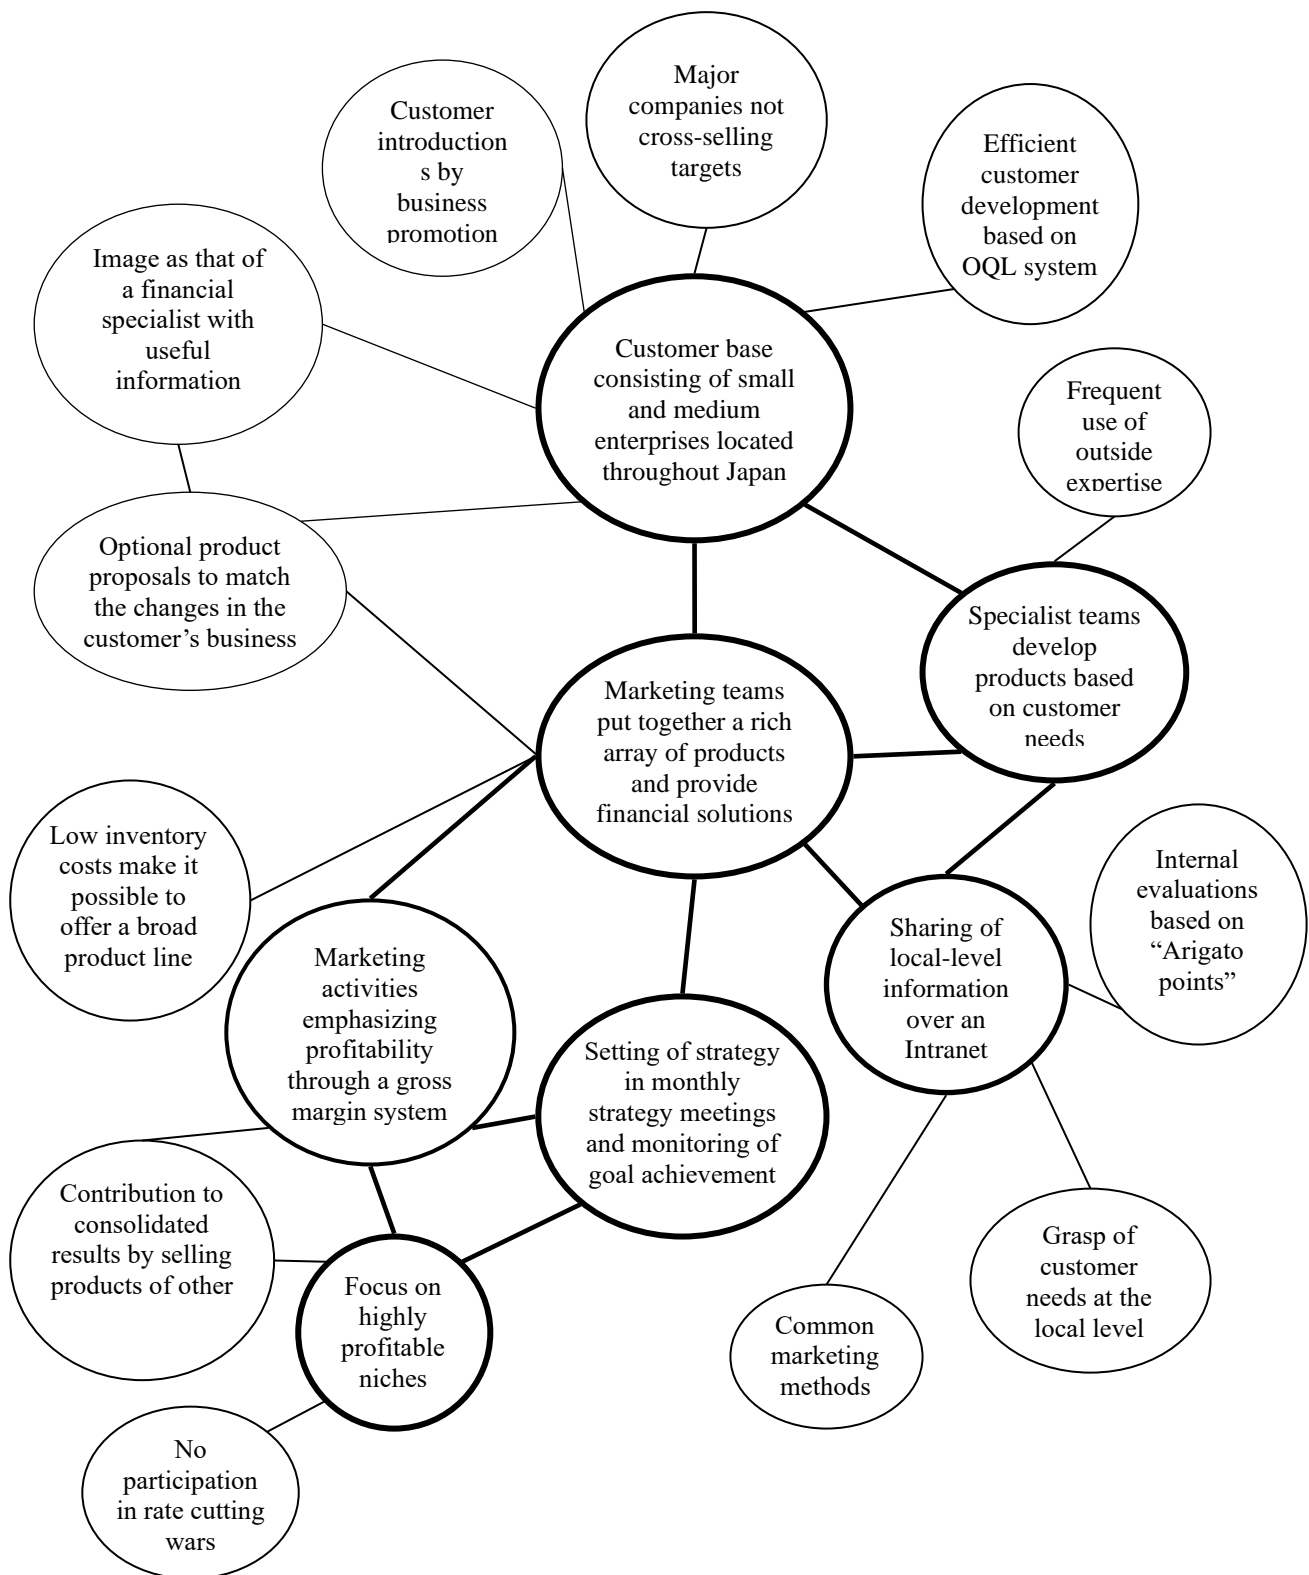 Major
companies not
cross-selling
targets
Customer
introduction
s by
business
promotion
Efficient
customer
development
based on
OQL system
Image as that of
a financial
specialist with
useful
information
Customer base
consisting of small
and medium
enterprises located
throughout Japan
Frequent
use of
outside
expertise
Optional product
proposals to match
the changes in the
customer’s business
Specialist teams
develop
products based
on customer
needs
Marketing teams
put together a rich
array of products
and provide
financial solutions
Low inventory
costs make it
possible to
offer a broad
product line
Internal
evaluations
based on
“Arigato
points”
Sharing of
local-level
information
over an
Intranet
Marketing
activities
emphasizing
profitability
through a gross
margin system
Setting of strategy
in monthly
strategy meetings
and monitoring of
goal achievement
Contribution to
consolidated
results by selling
products of other
Grasp of
customer
needs at the
local level
Focus on
highly
profitable
niches
Common
marketing
methods
No
participation
in rate cutting
wars